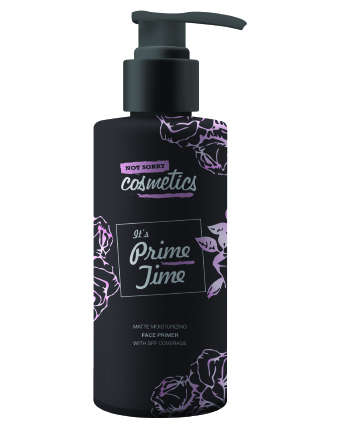 NOT SORRY
cosmetics
It's
Prime
Time
MATTE MOISTURIZING
FACE PRIMER
WITH SPF COVERAGE